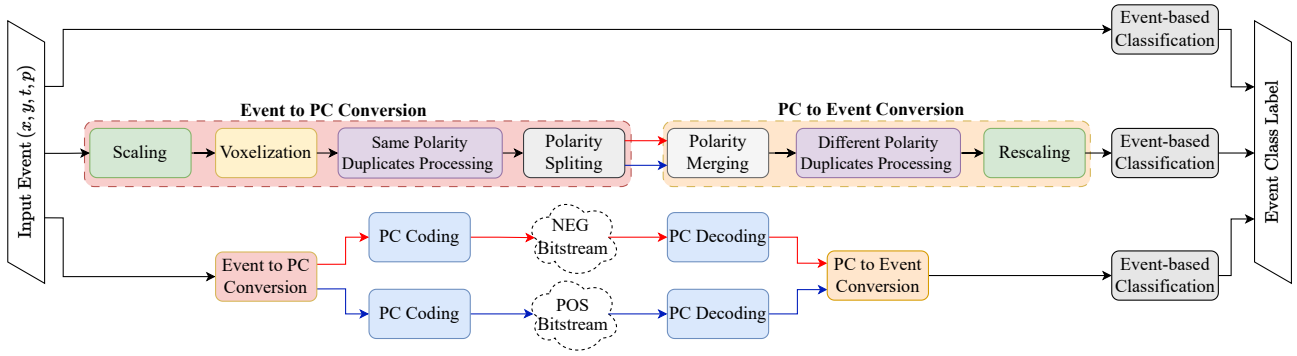 Input Event (x, y, t, p)
Event-based
Classification
Event to PC Conversion
PC to Event Conversion
Scaling
Voxelization
Same Polarity
Duplicates Processing
Polarity
Spliting
Polarity
Merging
Different Polarity
Duplicates Processing
Rescaling
Event-based
Classification
Event Class Label
PC Coding
NEG
Bitstream
PC Decoding
Event to PC
Conversion
PC to Event
Conversion
Event-based
Classification
PC Coding
POS
Bitstream
PC Decoding